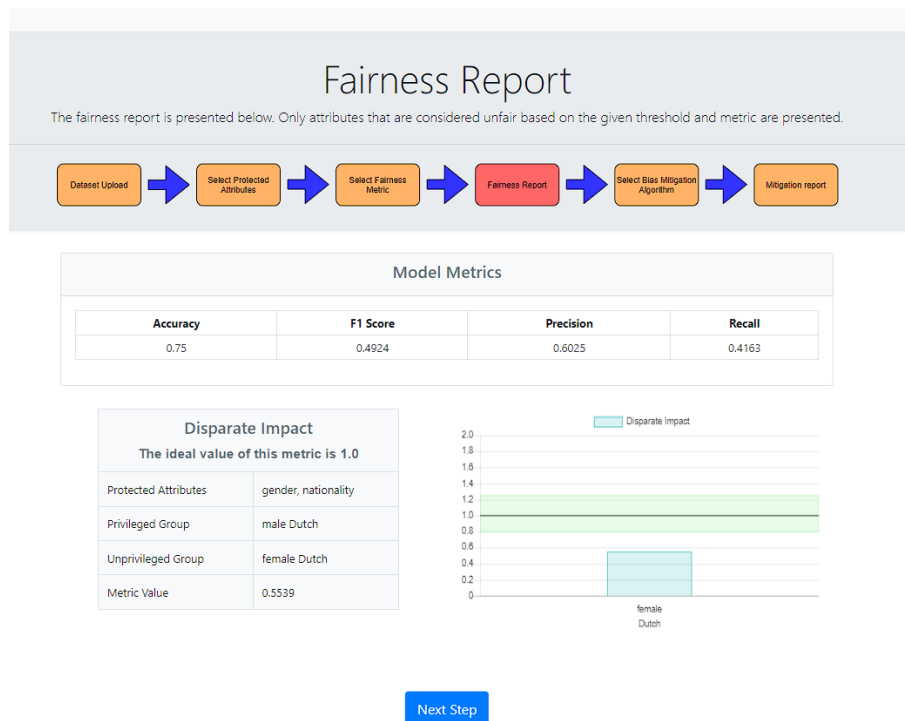 Fairness Report
The fairness report is presented below. Only attributes that are considered unfair based on the given threshold and metric are presented.
Dataset Upload
Select Protected
Attributes
Select Fairness
Metric
Fairness Report
Select Bias Mitigation
Algorithm
Mitigation report
Model Metrics
Accuracy F1 Score Precision Recall
0.75 0.4924 0.6025 0.4163
Disparate Impact
The ideal value of this metric is 1.0
Protected Attributes gender, nationality
Privileged Group male Dutch
Unprivileged Group female Dutch
Metric Value 0.5539
Disparate Impact
2.0
1.8
1.6
1.4
1.2
1.0
0.8
0.6
0.4
0.2
0
female
Dutch
Next Step